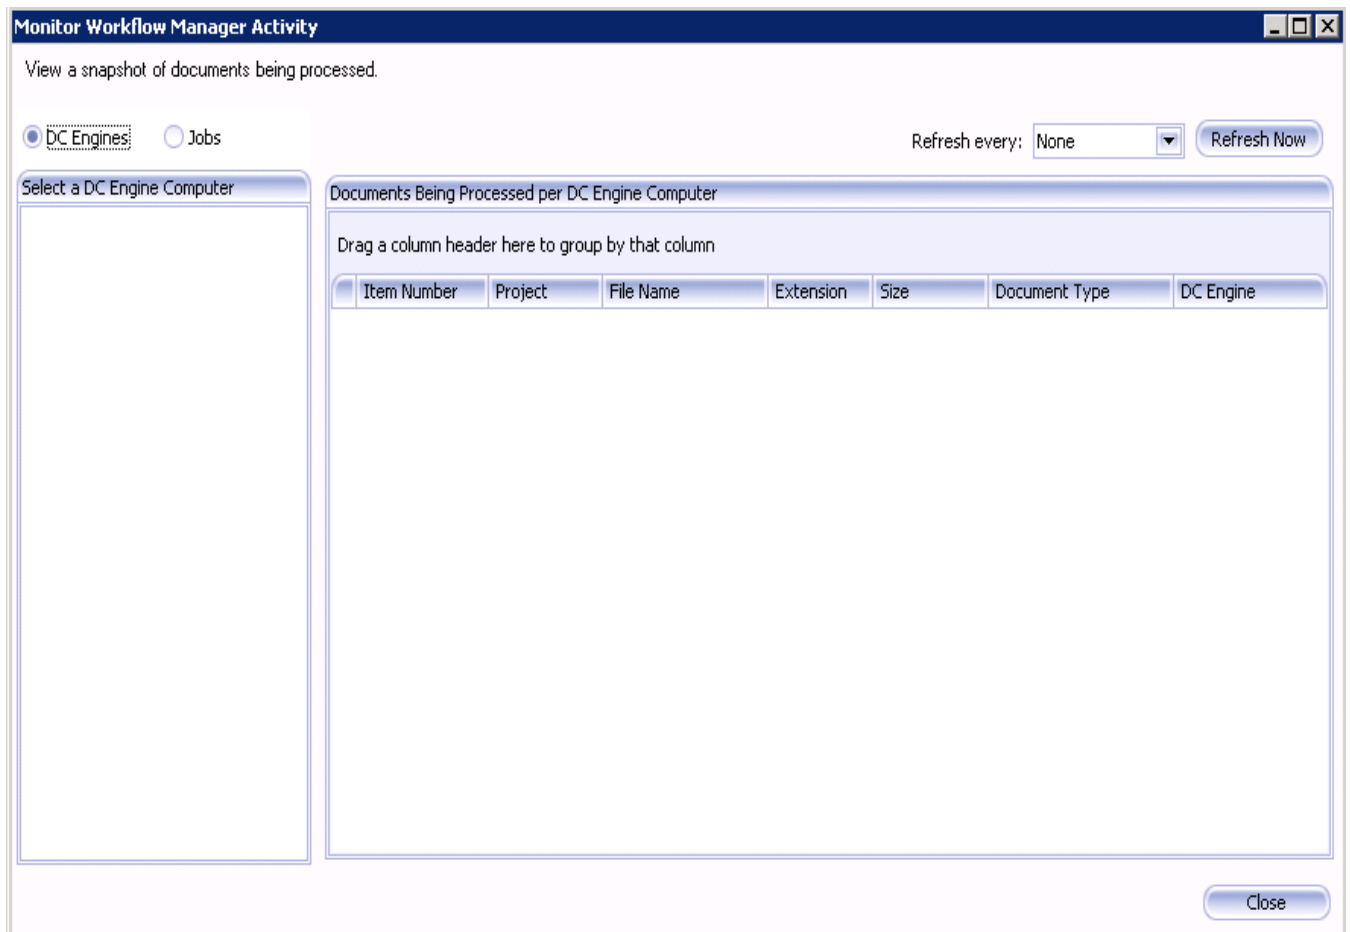 Monitor Workflow Manager Activity
View a snapshot of documents being processed.
DC Engines Jobs Refresh every: None Refresh Now
Select a DC Engine Computer
Documents Being Processed per DC Engine Computer
Drag a column header here to group by that column
Item Number Project File Name Extension Size Document Type DC Engine
Close